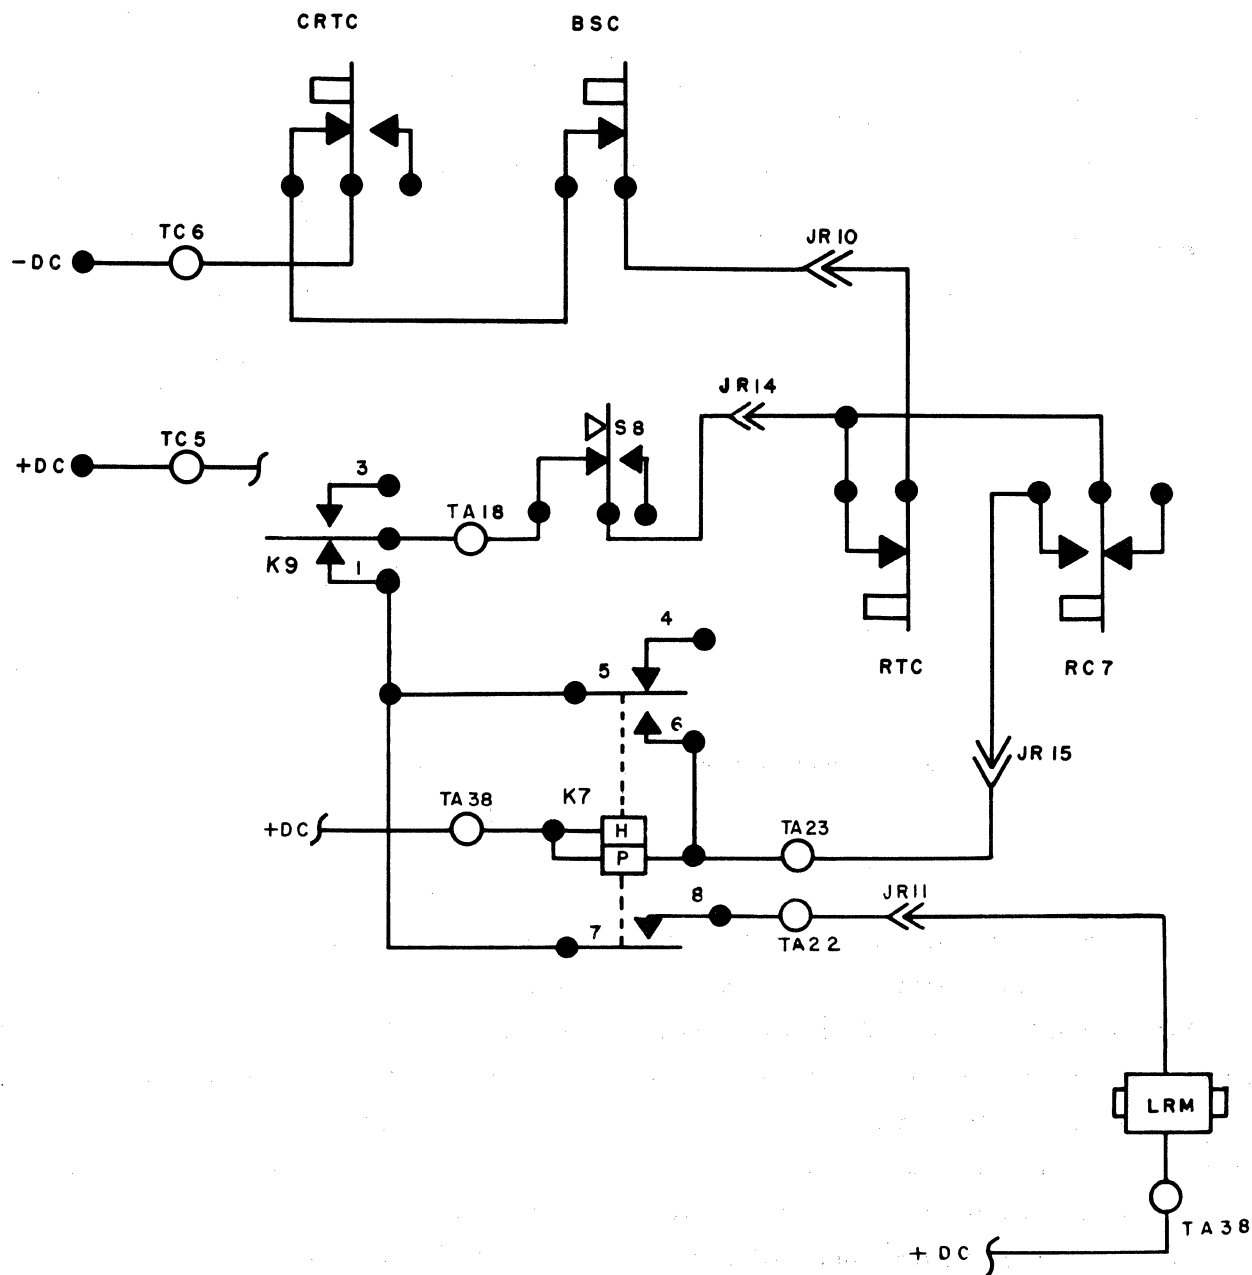 CRTC
BSC
TC6
-DC
JR10
JR14
S8
TC5
+DC
3
TA18
K9
1
4
RTC
RC7
5
6
JR15
K7
TA38
+DC
H
TA23
P
8
JR11
7
TA22
LRM
TA38
+DC